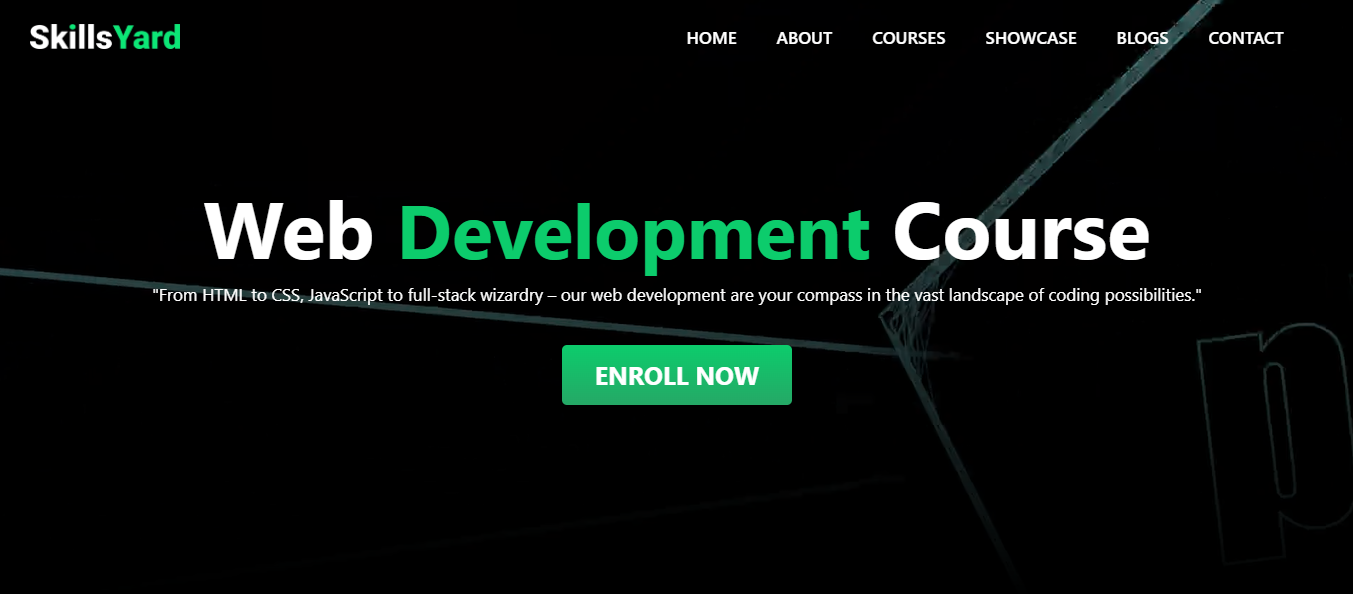 SkillsYard
HOME ABOUT COURSES SHOWCASE BLOGS CONTACT
Web Development Course
"From HTML to CSS, JavaScript to full-stack wizardry – our web development are your compass in the vast landscape of coding possibilities."
ENROLL NOW
p